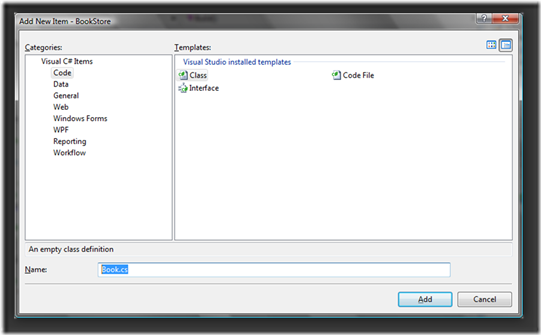 Add New Item - BookStore
Categories:
Templates:
Visual C# Items
Code
Data
General
Web
Windows Forms
WPF
Reporting
Workflow
Visual Studio installed templates
Class
Code File
Interface
An empty class definition
Name:
Book.cs
Add
Cancel